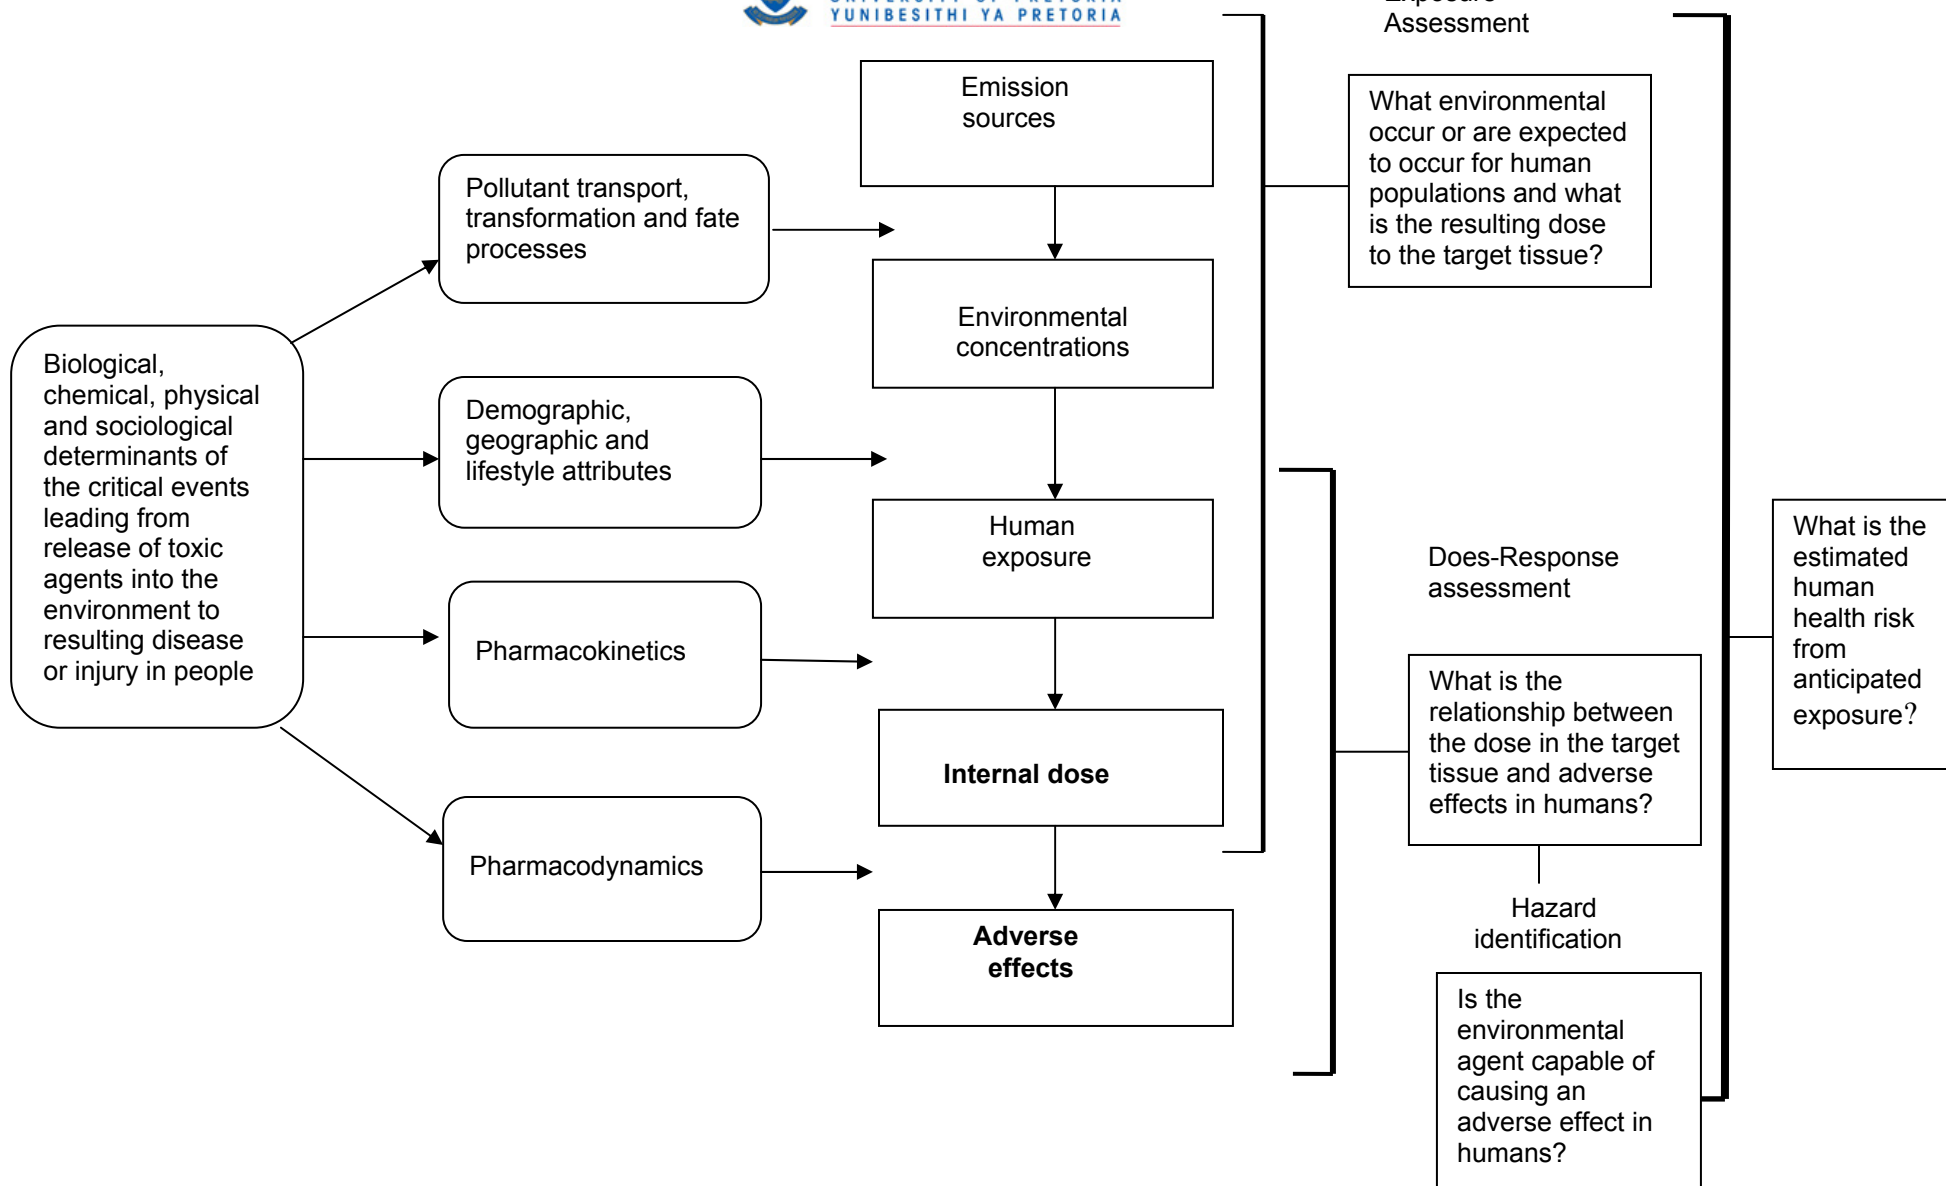 YUNIBESITHI YA PRETORIA
Assessment
Emission
sources
What environmental
occur or are expected
to occur for human
populations and what
is the resulting dose
to the target tissue?
Pollutant transport,
transformation and fate
processes
Environmental
concentrations
Biological,
chemical, physical
and sociological
determinants of
the critical events
leading from
release of toxic
agents into the
environment to
resulting disease
or injury in people
Demographic,
geographic and
lifestyle attributes
Human
exposure
Does-Response
assessment
What is the
estimated
human
health risk
from
anticipated
exposure?
Pharmacokinetics
What is the
relationship between
the dose in the target
tissue and adverse
effects in humans?
Internal dose
Pharmacodynamics
Hazard
identification
Adverse
effects
Is the
environmental
agent capable of
causing an
adverse effect in
humans?